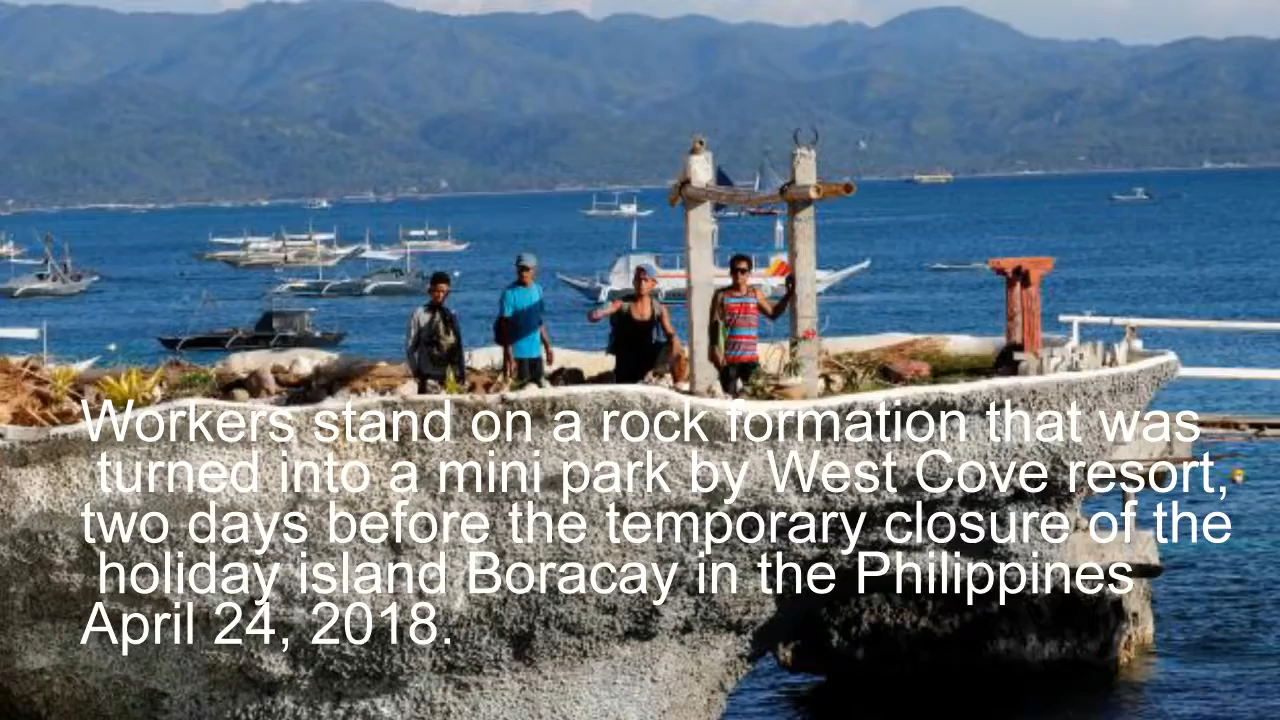 Workers stand on a rock formation that was
turned into a mini park by West Cove resort,
two days before the temporary closure of the
holiday island Boracay in the Philippines
April 24, 2018.